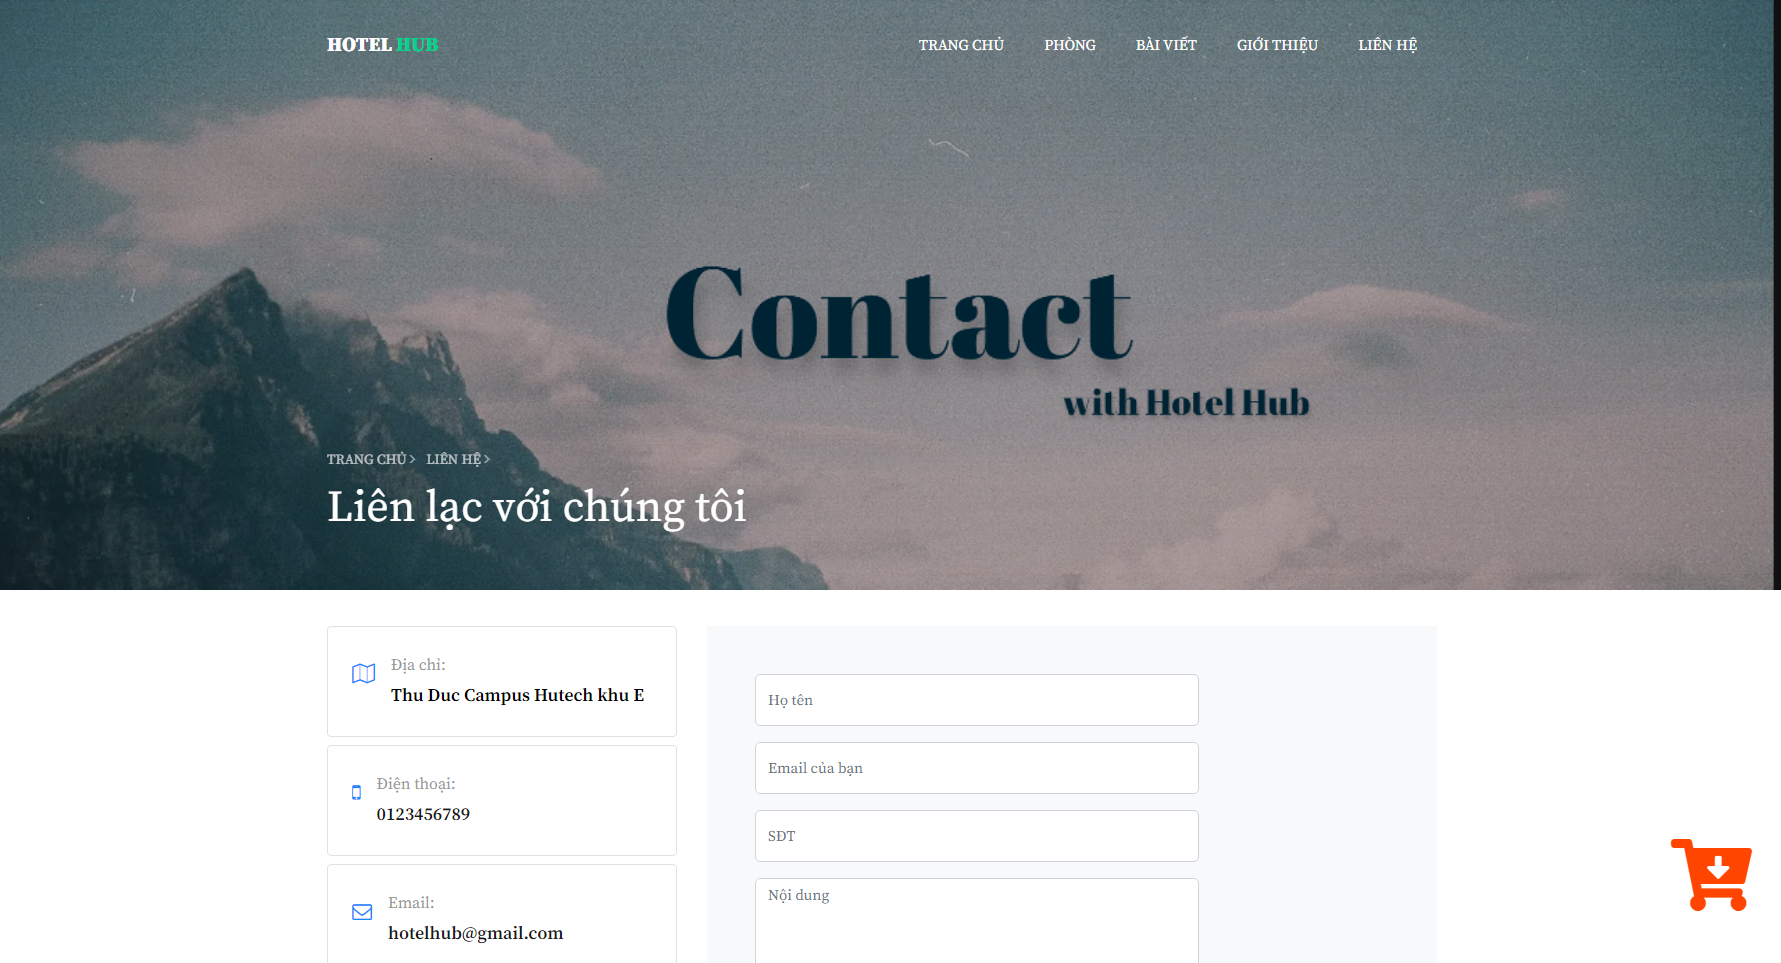 HOTEL HUB
TRANG CHỦ PHÒNG BÀI VIẾT GIỚI THIỆU LIÊN HỆ
Contact
with Hotel Hub
TRANG CHỦ > LIÊN HỆ >
Liên lạc với chúng tôi
Địa chỉ:
Thu Duc Campus Hutech khu E
Điện thoại:
0123456789
Email:
hotelhub@gmail.com
Họ tên
Email của bạn
SĐT
Nội dung